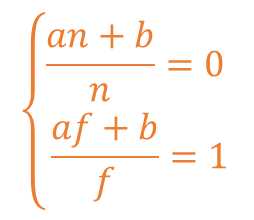 (an + b)/n = 0
(af + b)/f = 1